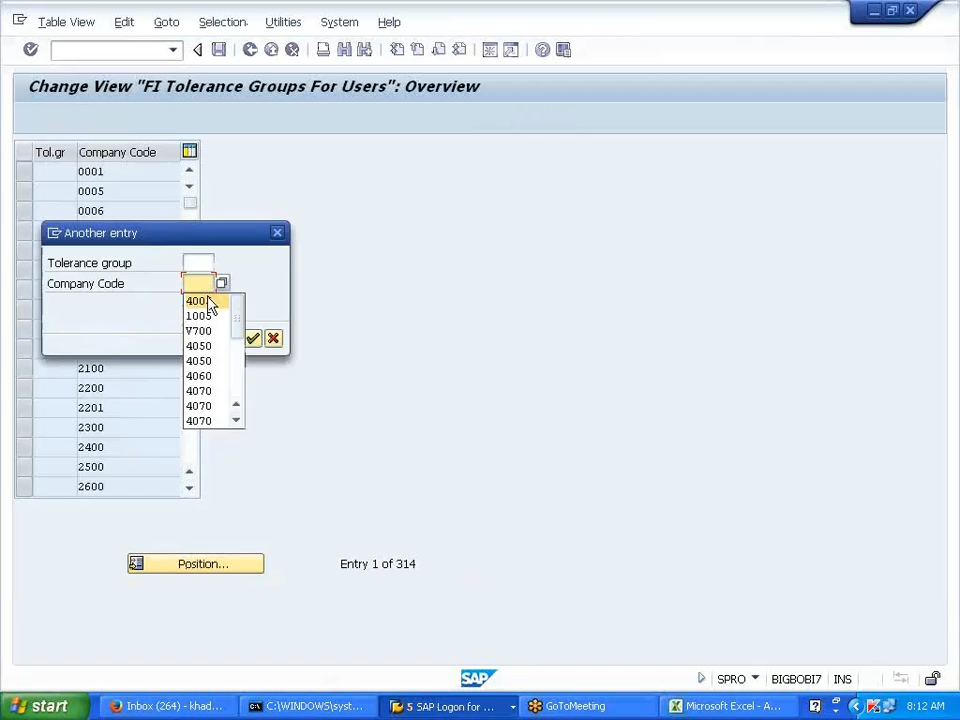 Table View Edit Goto Selection Utilities System Help
Change View "FI Tolerance Groups For Users": Overview
Tol.gr Company Code
0001
0005
0006
Another entry
Tolerance group
Company Code
1005
V700
4050
4050
4060
4070
4070
4070
2100
2200
2201
2300
2400
2500
2600
Position... Entry 1 of 314
SAP SPRO BIGBOBI7 INS
start Inbox (264) - khad... C:\WINDOWS\syst... 5 SAP Logon for ... GoToMeeting Microsoft Excel - A... 8:12 AM